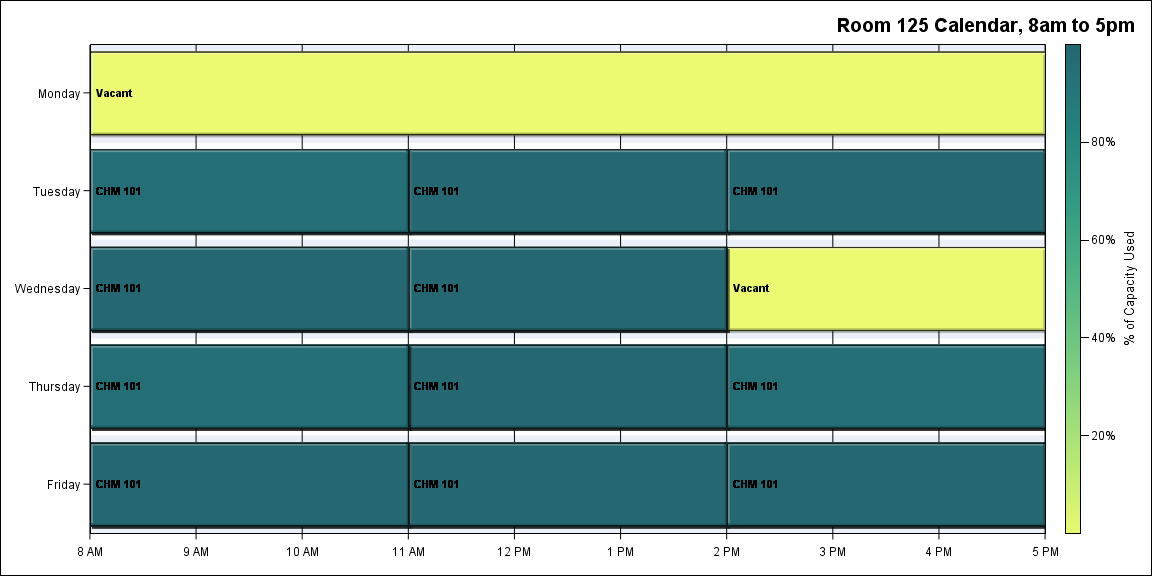 Room 125 Calendar, 8am to 5pm
Monday
Vacant
Tuesday
CHM 101
CHM 101
CHM 101
Wednesday
CHM 101
CHM 101
Vacant
Thursday
CHM 101
CHM 101
CHM 101
Friday
CHM 101
CHM 101
CHM 101
8 AM
9 AM
10 AM
11 AM
12 PM
1 PM
2 PM
3 PM
4 PM
5 PM
80%
60%
40%
20%
% of Capacity Used